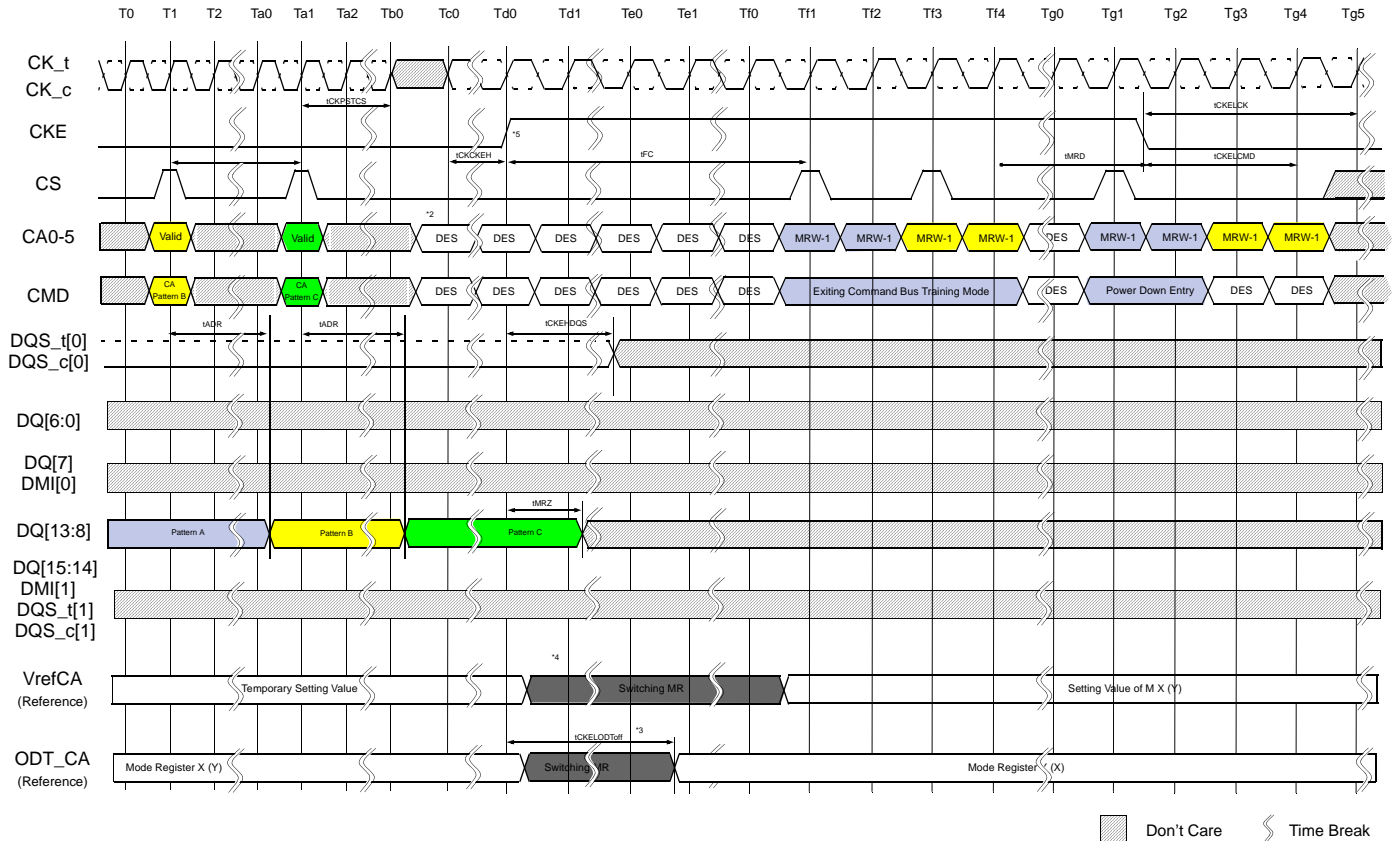 T0 T1 T2 Ta0 Ta1 Ta2 Tb0 Tc0 Td0 Td1 Te0 Te1 Tf0 Tf1 Tf2 Tf3 Tf4 Tg0 Tg1 Tg2 Tg3 Tg4 Tg5
CK_t
CK_c
tCKPSTCS
tCKELCK
CKE
*5
tCKCKEH tFC tMRD tCKELCMD
CS
*2
CA0-5 Valid Valid DES DES DES DES DES DES MRW-1 MRW-1 MRW-1 MRW-1 DES MRW-1 MRW-1 MRW-1 MRW-1
CMD CA Pattern B CA Pattern C DES DES DES DES DES DES Exiting Command Bus Training Mode DES Power Down Entry DES DES
tADR tADR tCKEHDQS
DQS_t[0]
DQS_c[0]
DQ[6:0]
DQ[7]
DMI[0]
tMRZ
DQ[13:8] Pattern A Pattern B Pattern C
DQ[15:14]
DMI[1]
DQS_t[1]
DQS_c[1]
*4
VrefCA Temporary Setting Value Switching MR Setting Value of M X (Y)
(Reference)
tCKELODToff *3
ODT_CA Mode Register X (Y) Switching MR Mode Register (X)
(Reference)
Don't Care Time Break